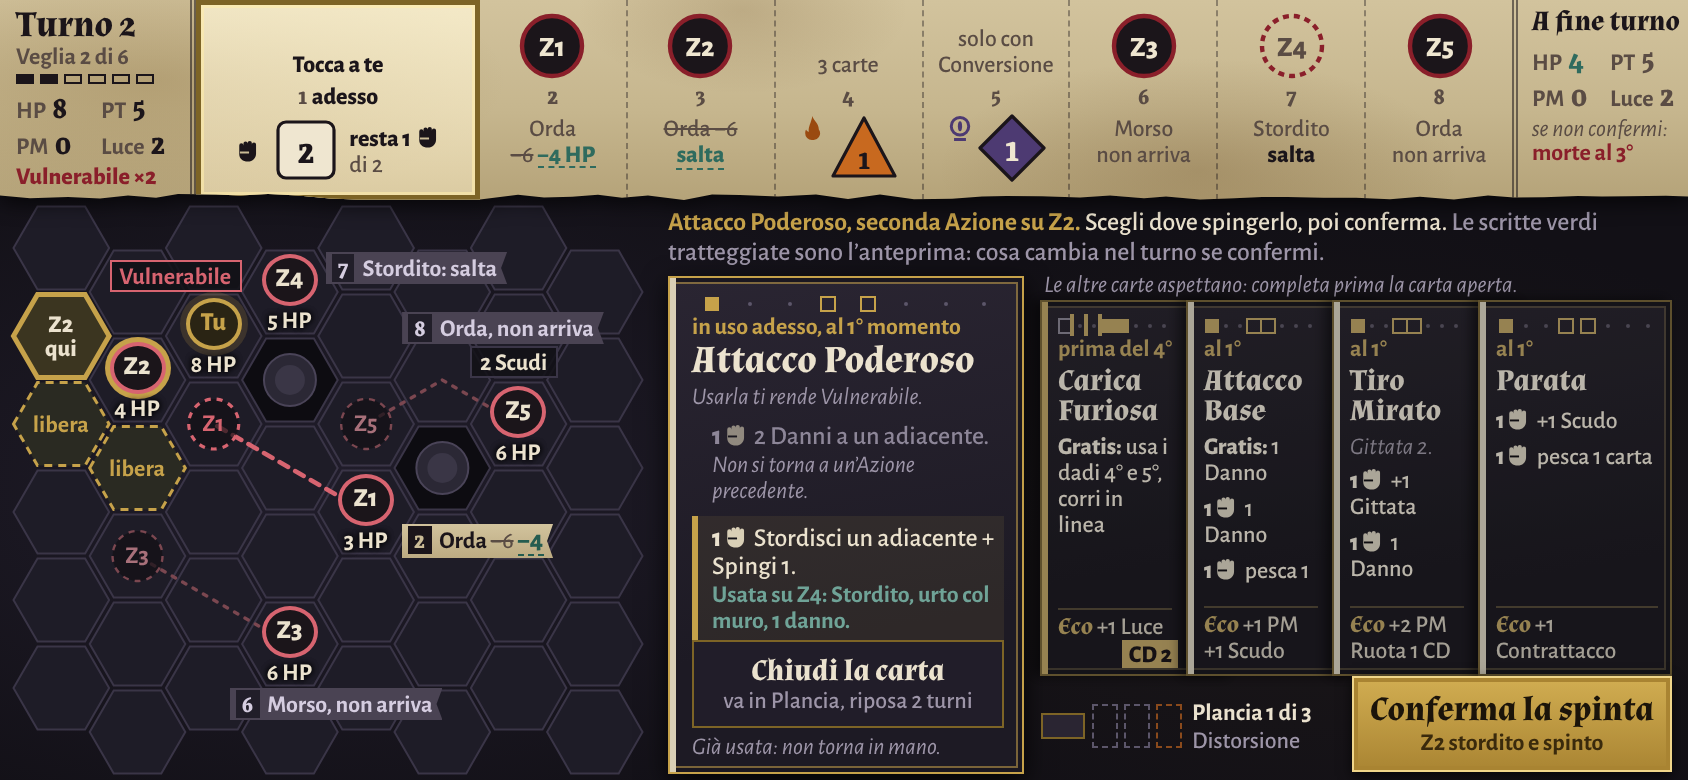 Turno 2
Veglia 2 di 6
HP 8 PT 5
PM 0 Luce 2
Vulnerabile ×2
Tocca a te
1 adesso
2
resta 1
di 2
Z1
2
Orda
–6 –4 HP
Z2
3
Orda –6
salta
3 carte
4
1
solo con
Conversione
5
1
Z3
6
Morso
non arriva
Z4
7
Stordito
salta
Z5
8
Orda
non arriva
A fine turno
HP 4 PT 5
PM 0 Luce 2
se non confermi:
morte al 3°
Vulnerabile
Z4
7 Stordito: salta
5 HP
Tu
8 HP
Z2
qui
Z2
4 HP
8 Orda, non arriva
2 Scudi
Z5
6 HP
libera
libera
Z1
Z5
Z1
3 HP
2 Orda –6 –4
Z3
Z3
6 HP
6 Morso, non arriva
Attacco Poderoso, seconda Azione su Z2. Scegli dove spingerlo, poi conferma. Le scritte verdi
tratteggiate sono l’anteprima: cosa cambia nel turno se confermi.
in uso adesso, al 1° momento
Attacco Poderoso
Usarla ti rende Vulnerabile.
1 2 Danni a un adiacente.
Non si torna a un’Azione
precedente.
1 Stordisci un adiacente +
Spingi 1.
Usata su Z4: Stordito, urto col
muro, 1 danno.
Chiudi la carta
va in Plancia, riposa 2 turni
Già usata: non torna in mano.
Le altre carte aspettano: completa prima la carta aperta.
prima del 4°
Carica
Furiosa
Gratis: usa i
dadi 4° e 5°,
corri in
linea
Eco +1 Luce
CD 2
al 1°
Attacco
Base
Gratis: 1
Danno
1 1
Danno
1 pesca 1
Eco +1 PM
+1 Scudo
al 1°
Tiro
Mirato
Gittata 2.
1 +1
Gittata
1 1
Danno
Eco +2 PM
Ruota 1 CD
al 1°
Parata
1 +1 Scudo
1 pesca 1 carta
Eco +1
Contrattacco
Plancia 1 di 3
Distorsione
Conferma la spinta
Z2 stordito e spinto